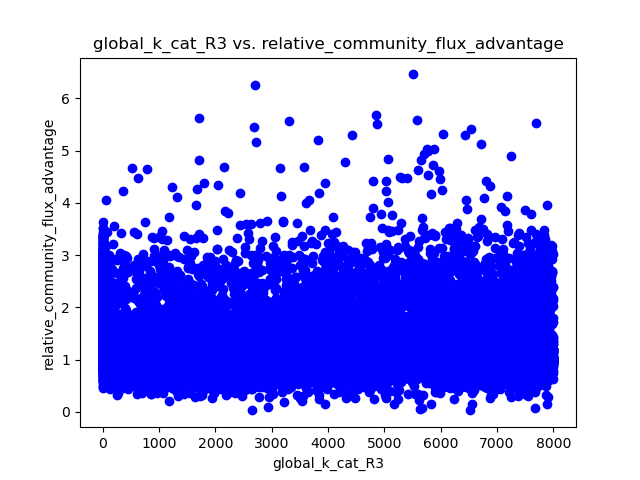 global_k_cat_R3 vs. relative_community_flux_advantage
relative_community_flux_advantage
6
5
4
3
2
1
0
0 1000 2000 3000 4000 5000 6000 7000 8000
global_k_cat_R3